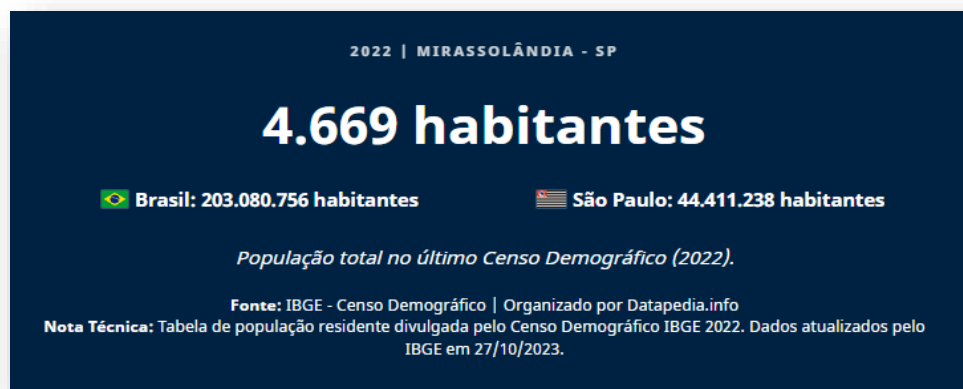 2022 | MIRASSOLÂNDIA - SP
4.669 habitantes
Brasil: 203.080.756 habitantes
São Paulo: 44.411.238 habitantes
População total no último Censo Demográfico (2022).
Fonte: IBGE - Censo Demográfico | Organizado por Datapedia.info
Nota Técnica: Tabela de população residente divulgada pelo Censo Demográfico IBGE 2022. Dados atualizados pelo
IBGE em 27/10/2023.